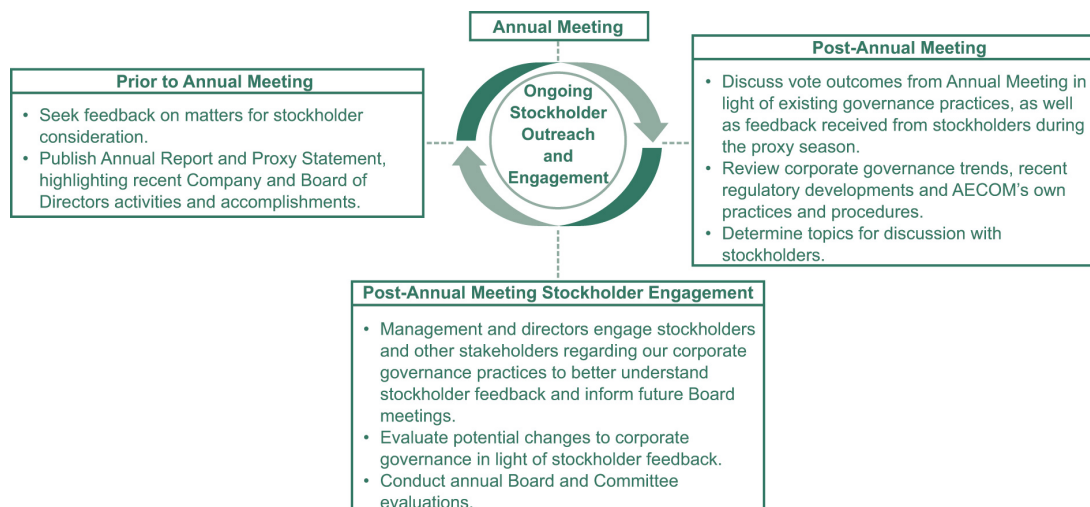 Annual Meeting
Prior to Annual Meeting
• Seek feedback on matters for stockholder
consideration.
• Publish Annual Report and Proxy Statement,
highlighting recent Company and Board of
Directors activities and accomplishments.
Ongoing
Stockholder
Outreach
and
Engagement
Post-Annual Meeting
• Discuss vote outcomes from Annual Meeting in
light of existing governance practices, as well
as feedback received from stockholders during
the proxy season.
• Review corporate governance trends, recent
regulatory developments and AECOM’s own
practices and procedures.
• Determine topics for discussion with
stockholders.
Post-Annual Meeting Stockholder Engagement
• Management and directors engage stockholders
and other stakeholders regarding our corporate
governance practices to better understand
stockholder feedback and inform future Board
meetings.
• Evaluate potential changes to corporate
governance in light of stockholder feedback.
• Conduct annual Board and Committee
evaluations.